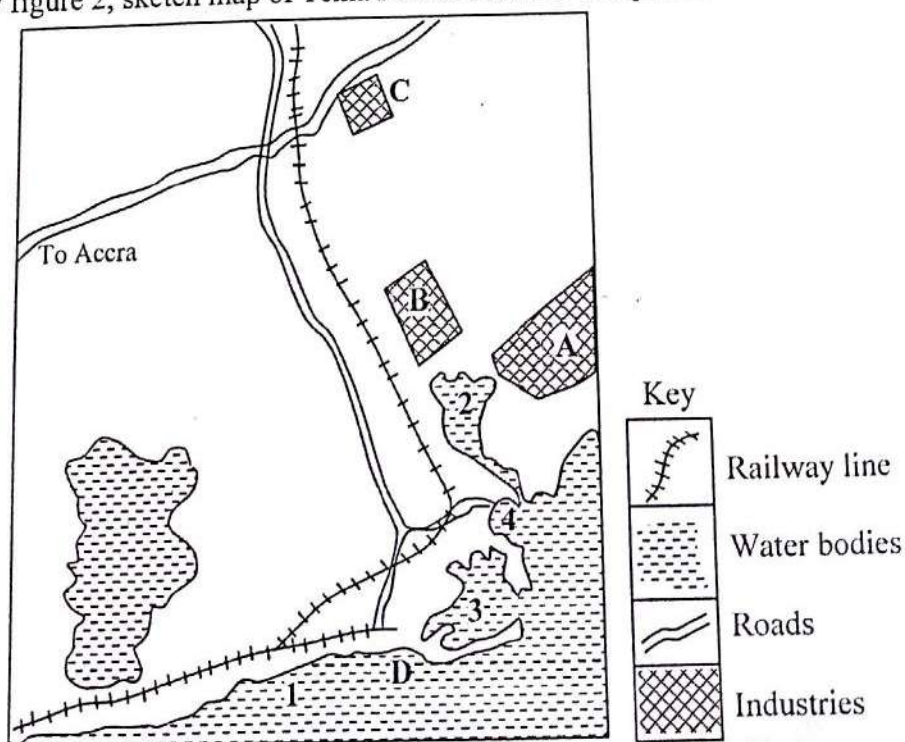 figure 2, sketch map of
C
To Accra
B
A
2
Key
Railway line
4
Water bodies
3
Roads
D
1
Industries